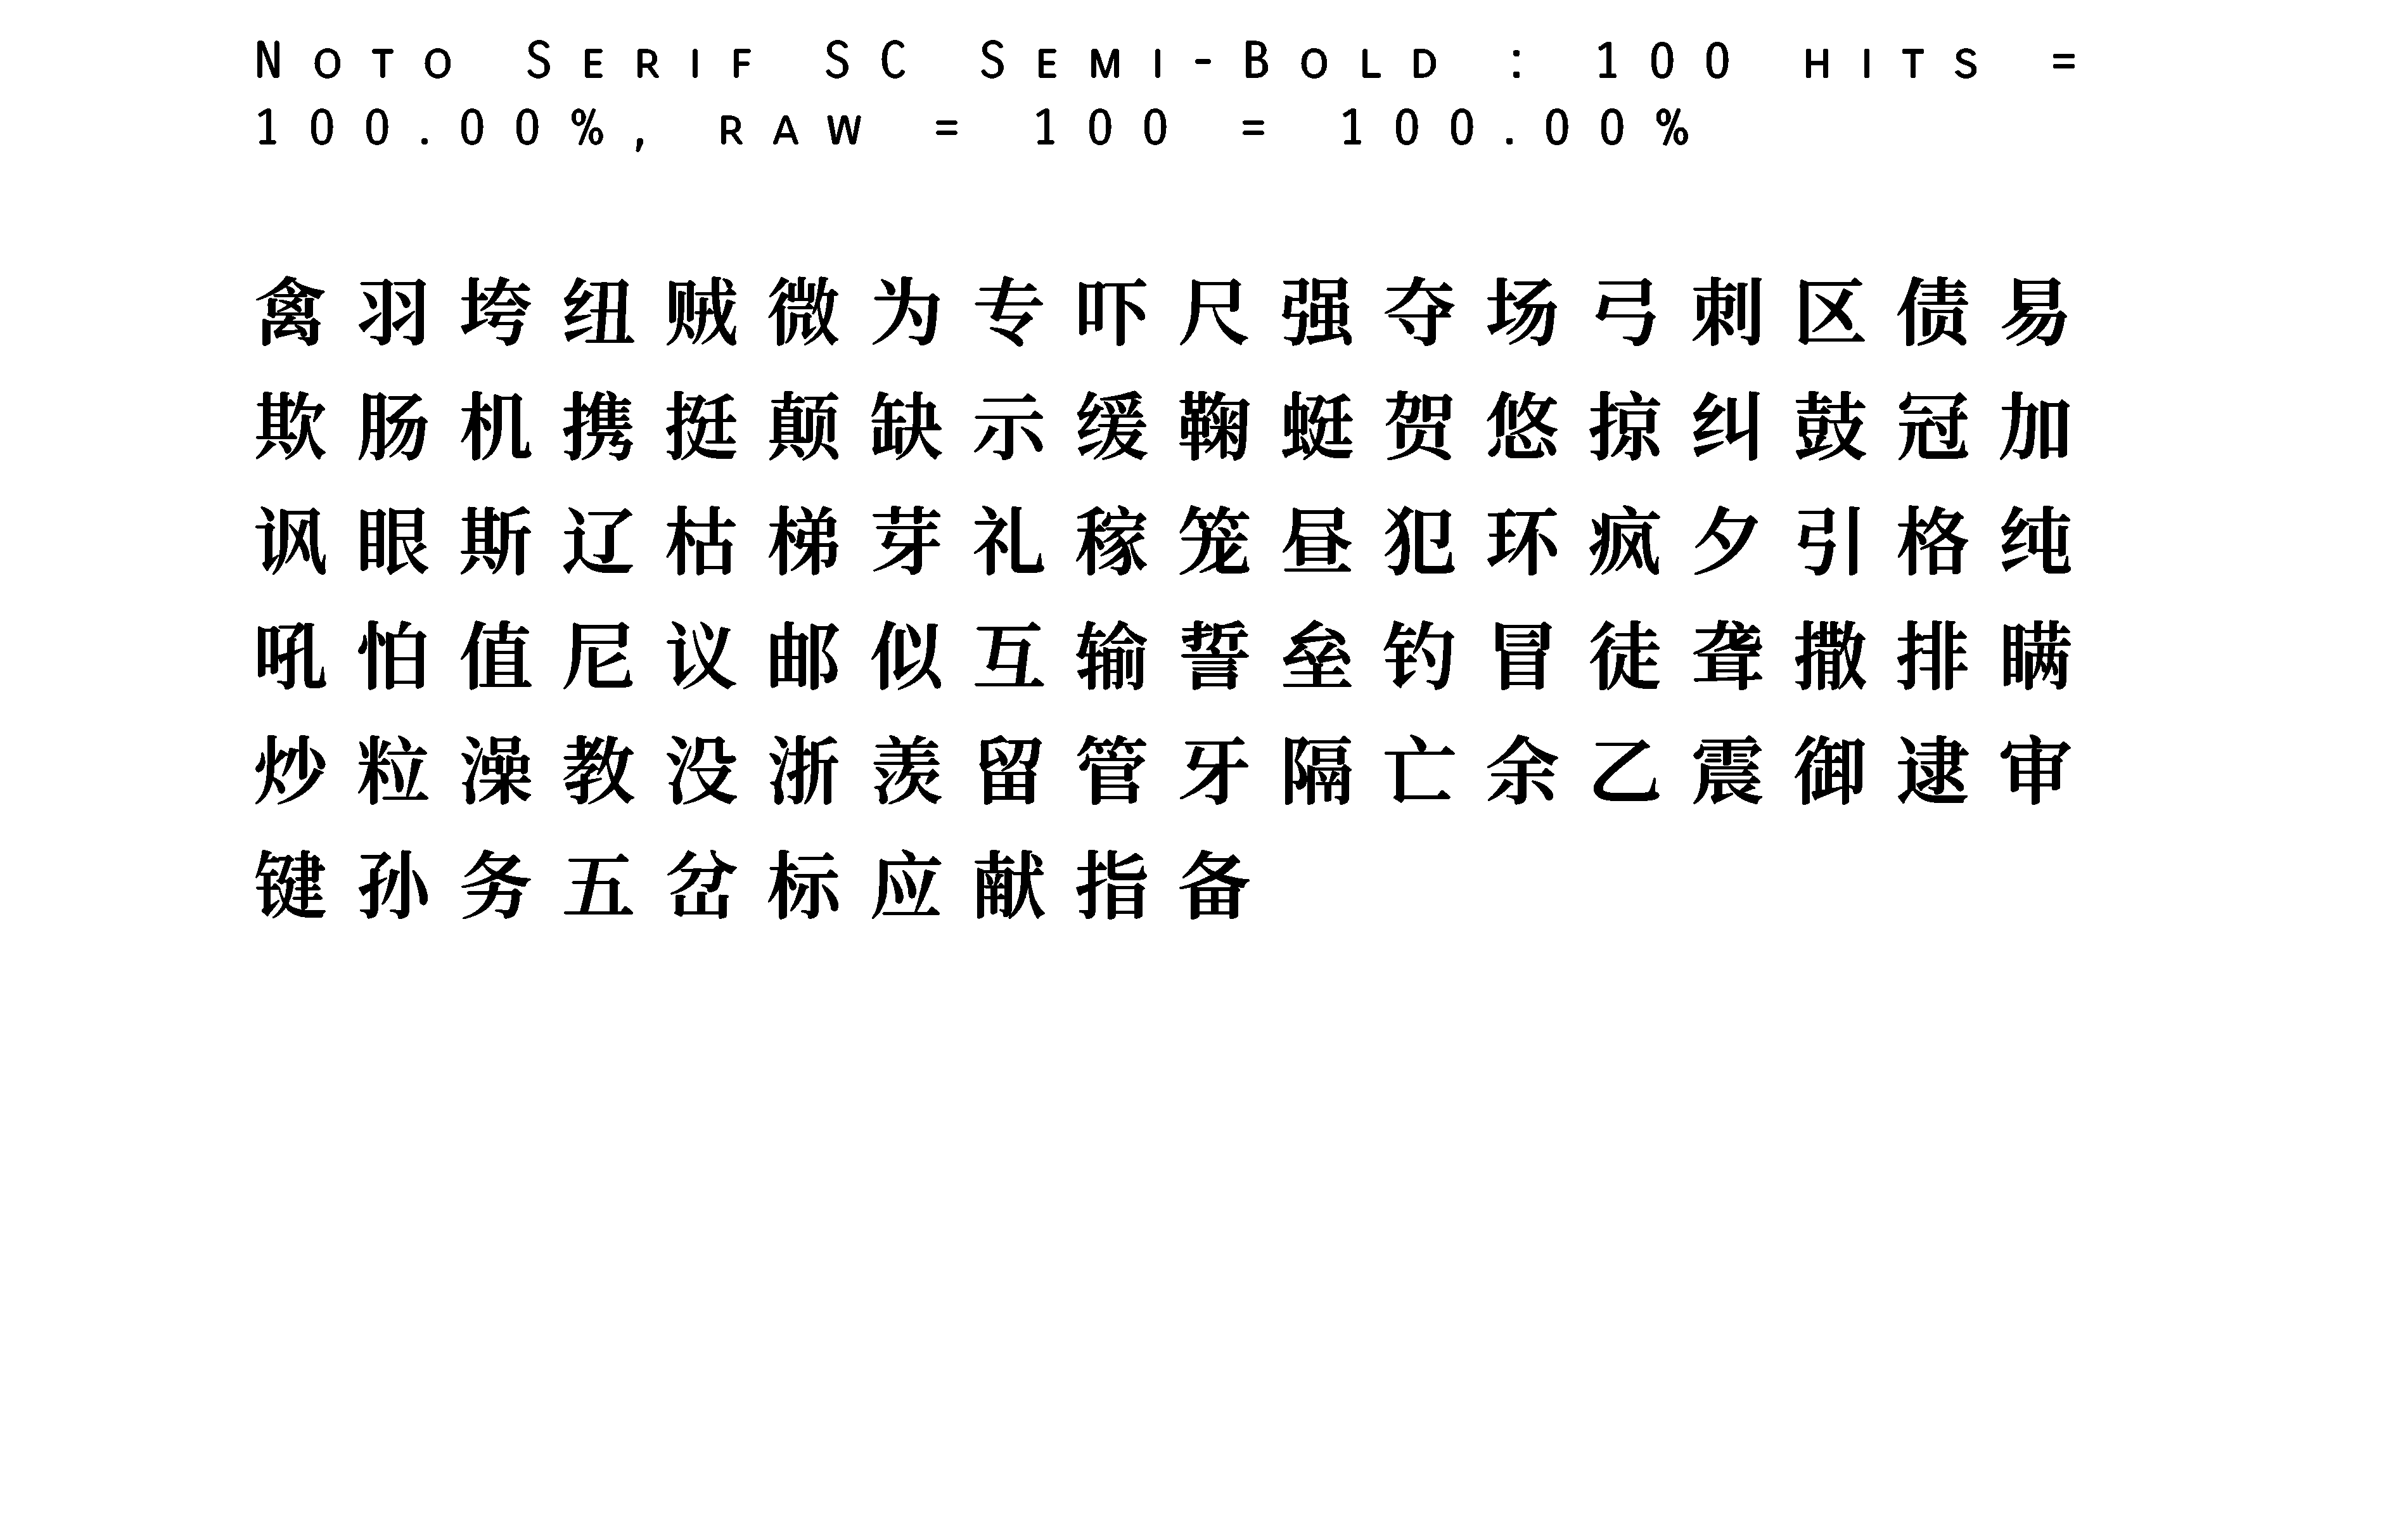 Noto Serif SC Semi-Bold : 100 hits =
100.00%, raw = 100 = 100.00%
禽羽垮纽贼微为专吓尺强夺场弓刺区债易
欺肠机携挺颠缺示缓鞠蜓贺悠掠纠鼓冠加
讽眼斯辽枯梯芽礼稼笼昼犯环疯夕引格纯
吼怕值尼议邮似互输誓垒钓冒徒聋撒排瞒
炒粒澡教没浙羡留管牙隔亡余乙震御逮审
键孙务五岔标应献指备